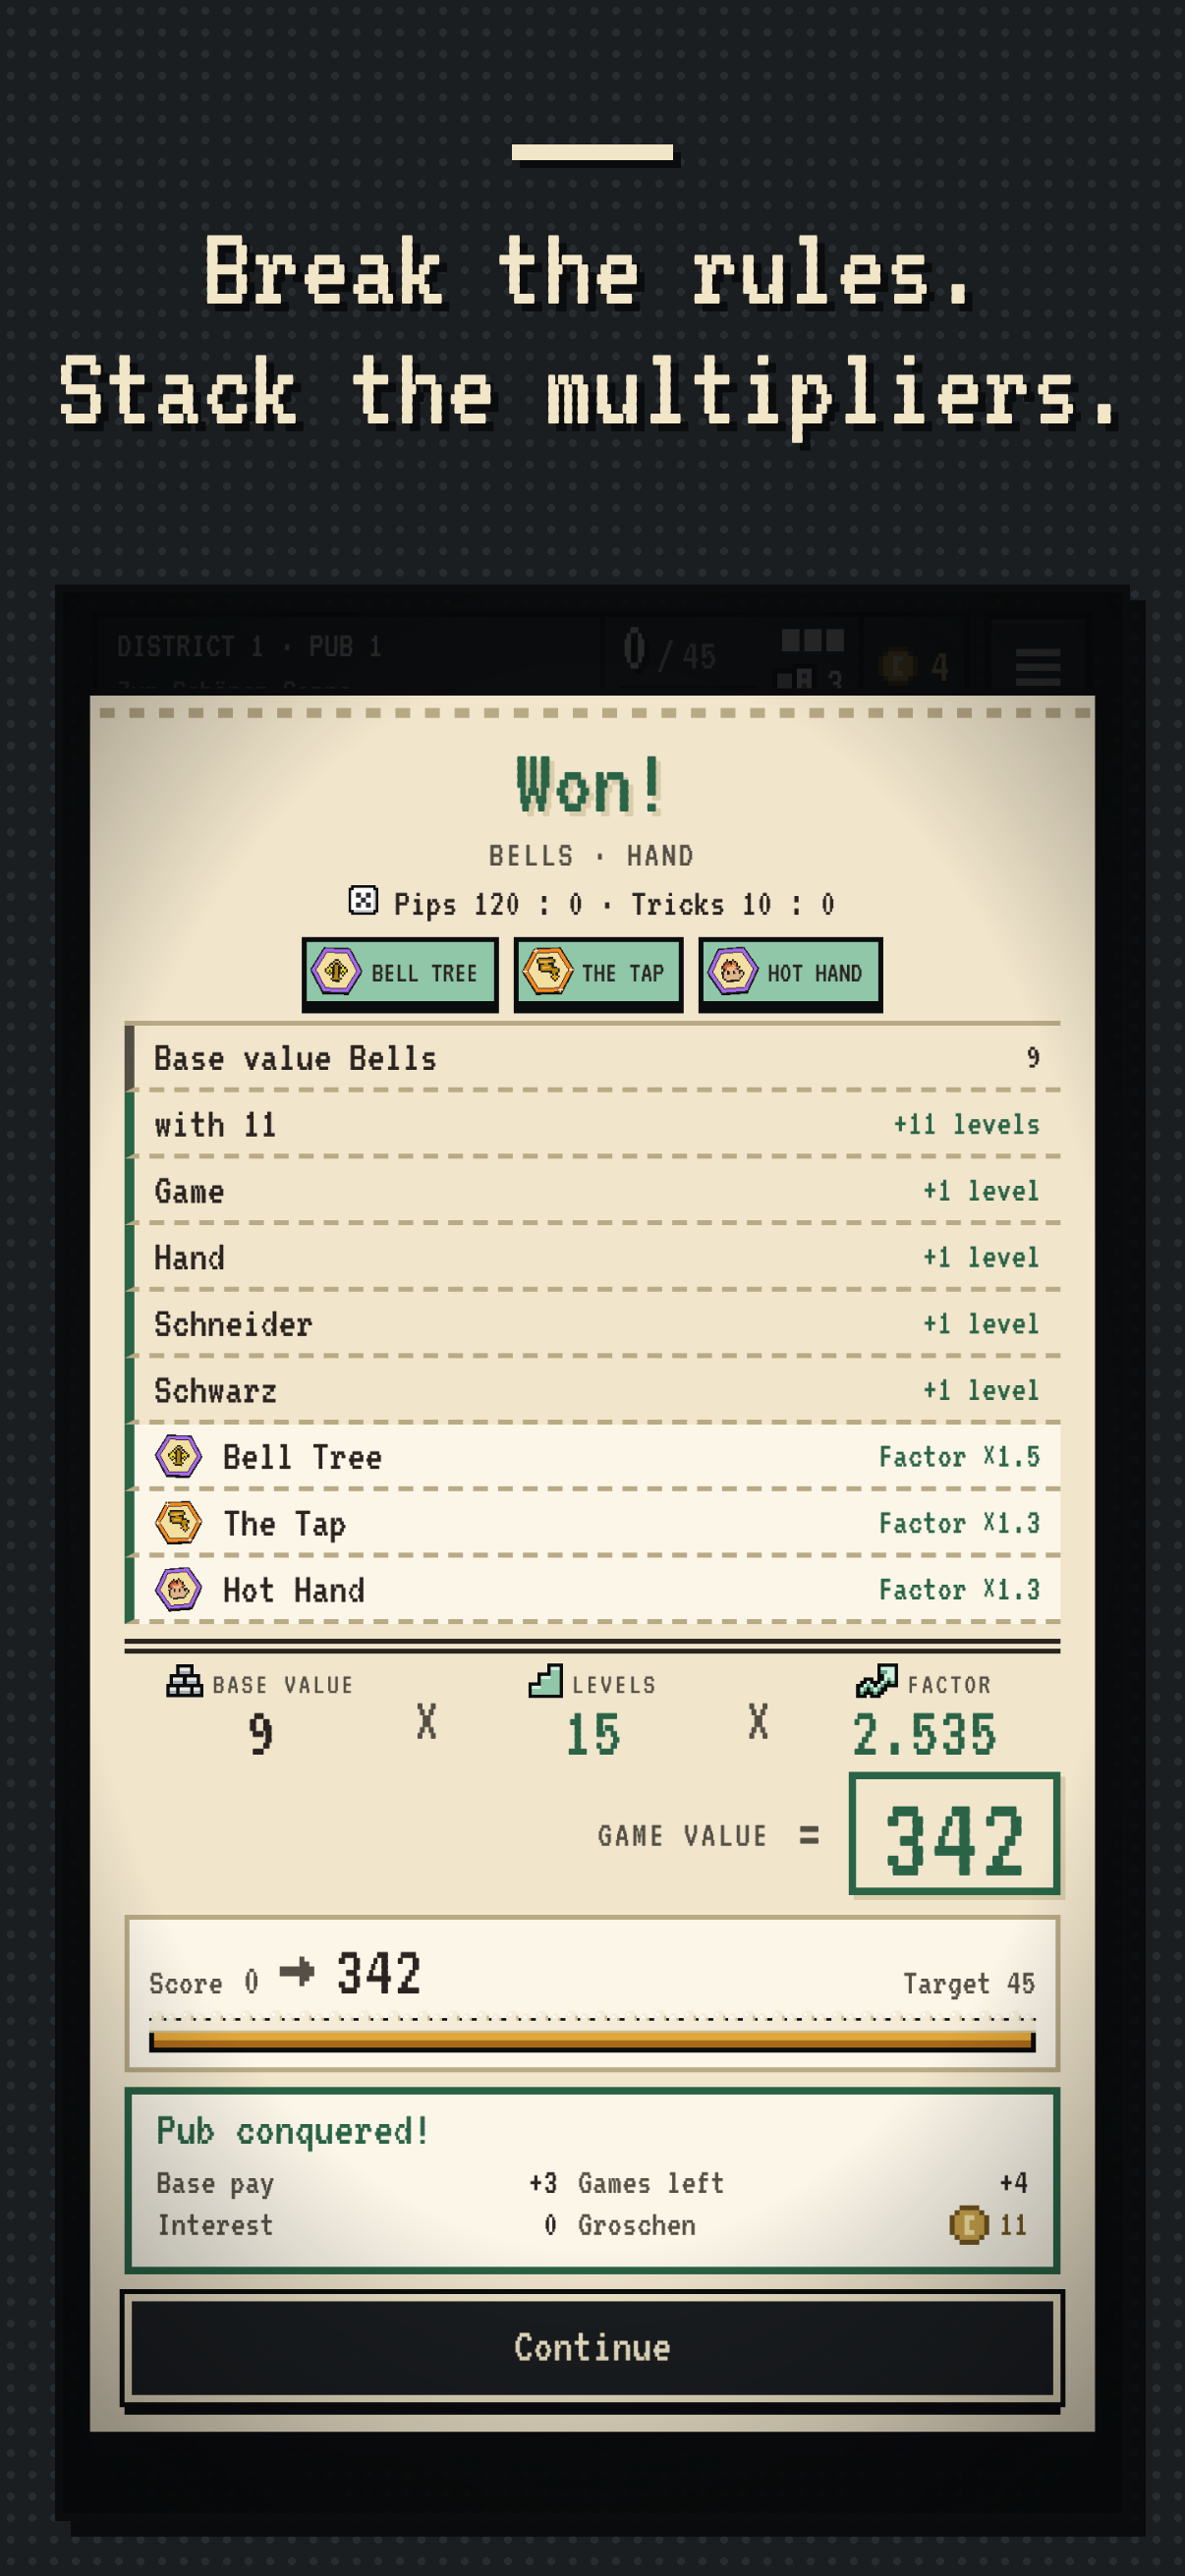 Break the rules.
Stack the multipliers.
DISTRICT 1 · PUB 1
0 / 45
3
4
Won!
BELLS · HAND
Pips 120 : 0 · Tricks 10 : 0
BELL TREE THE TAP HOT HAND
Base value Bells 9
with 11 +11 levels
Game +1 level
Hand +1 level
Schneider +1 level
Schwarz +1 level
Bell Tree Factor X1.5
The Tap Factor X1.3
Hot Hand Factor X1.3
BASE VALUE LEVELS FACTOR
9 X 15 X 2.535
GAME VALUE = 342
Score 0 → 342 Target 45
Pub conquered!
Base pay +3 Games left +4
Interest 0 Groschen 11
Continue